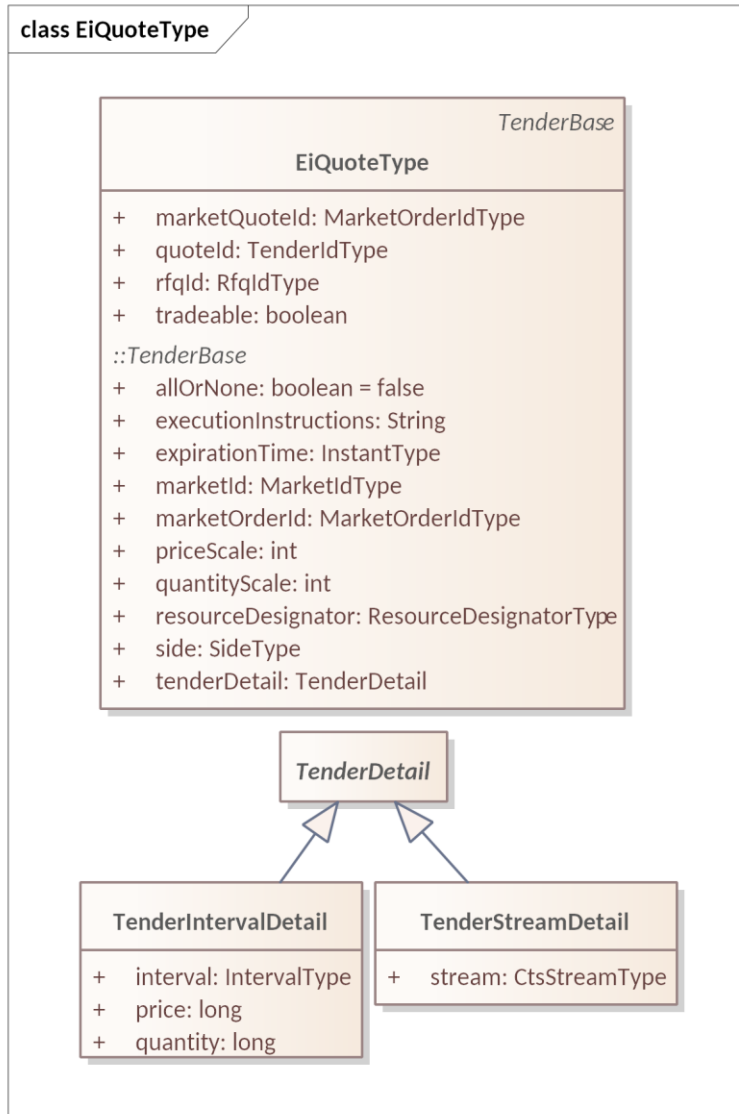 class EiQuoteType
TenderBase
EiQuoteType
+ marketQuoteId: MarketOrderIdType
+ quoteId: TenderIdType
+ rfqId: RfqIdType
+ tradeable: boolean
::TenderBase
+ allOrNone: boolean = false
+ executionInstructions: String
+ expirationTime: InstantType
+ marketId: MarketIdType
+ marketOrderId: MarketOrderIdType
+ priceScale: int
+ quantityScale: int
+ resourceDesignator: ResourceDesignatorType
+ side: SideType
+ tenderDetail: TenderDetail
TenderDetail
TenderIntervalDetail
+ interval: IntervalType
+ price: long
+ quantity: long
TenderStreamDetail
+ stream: CtsStreamType